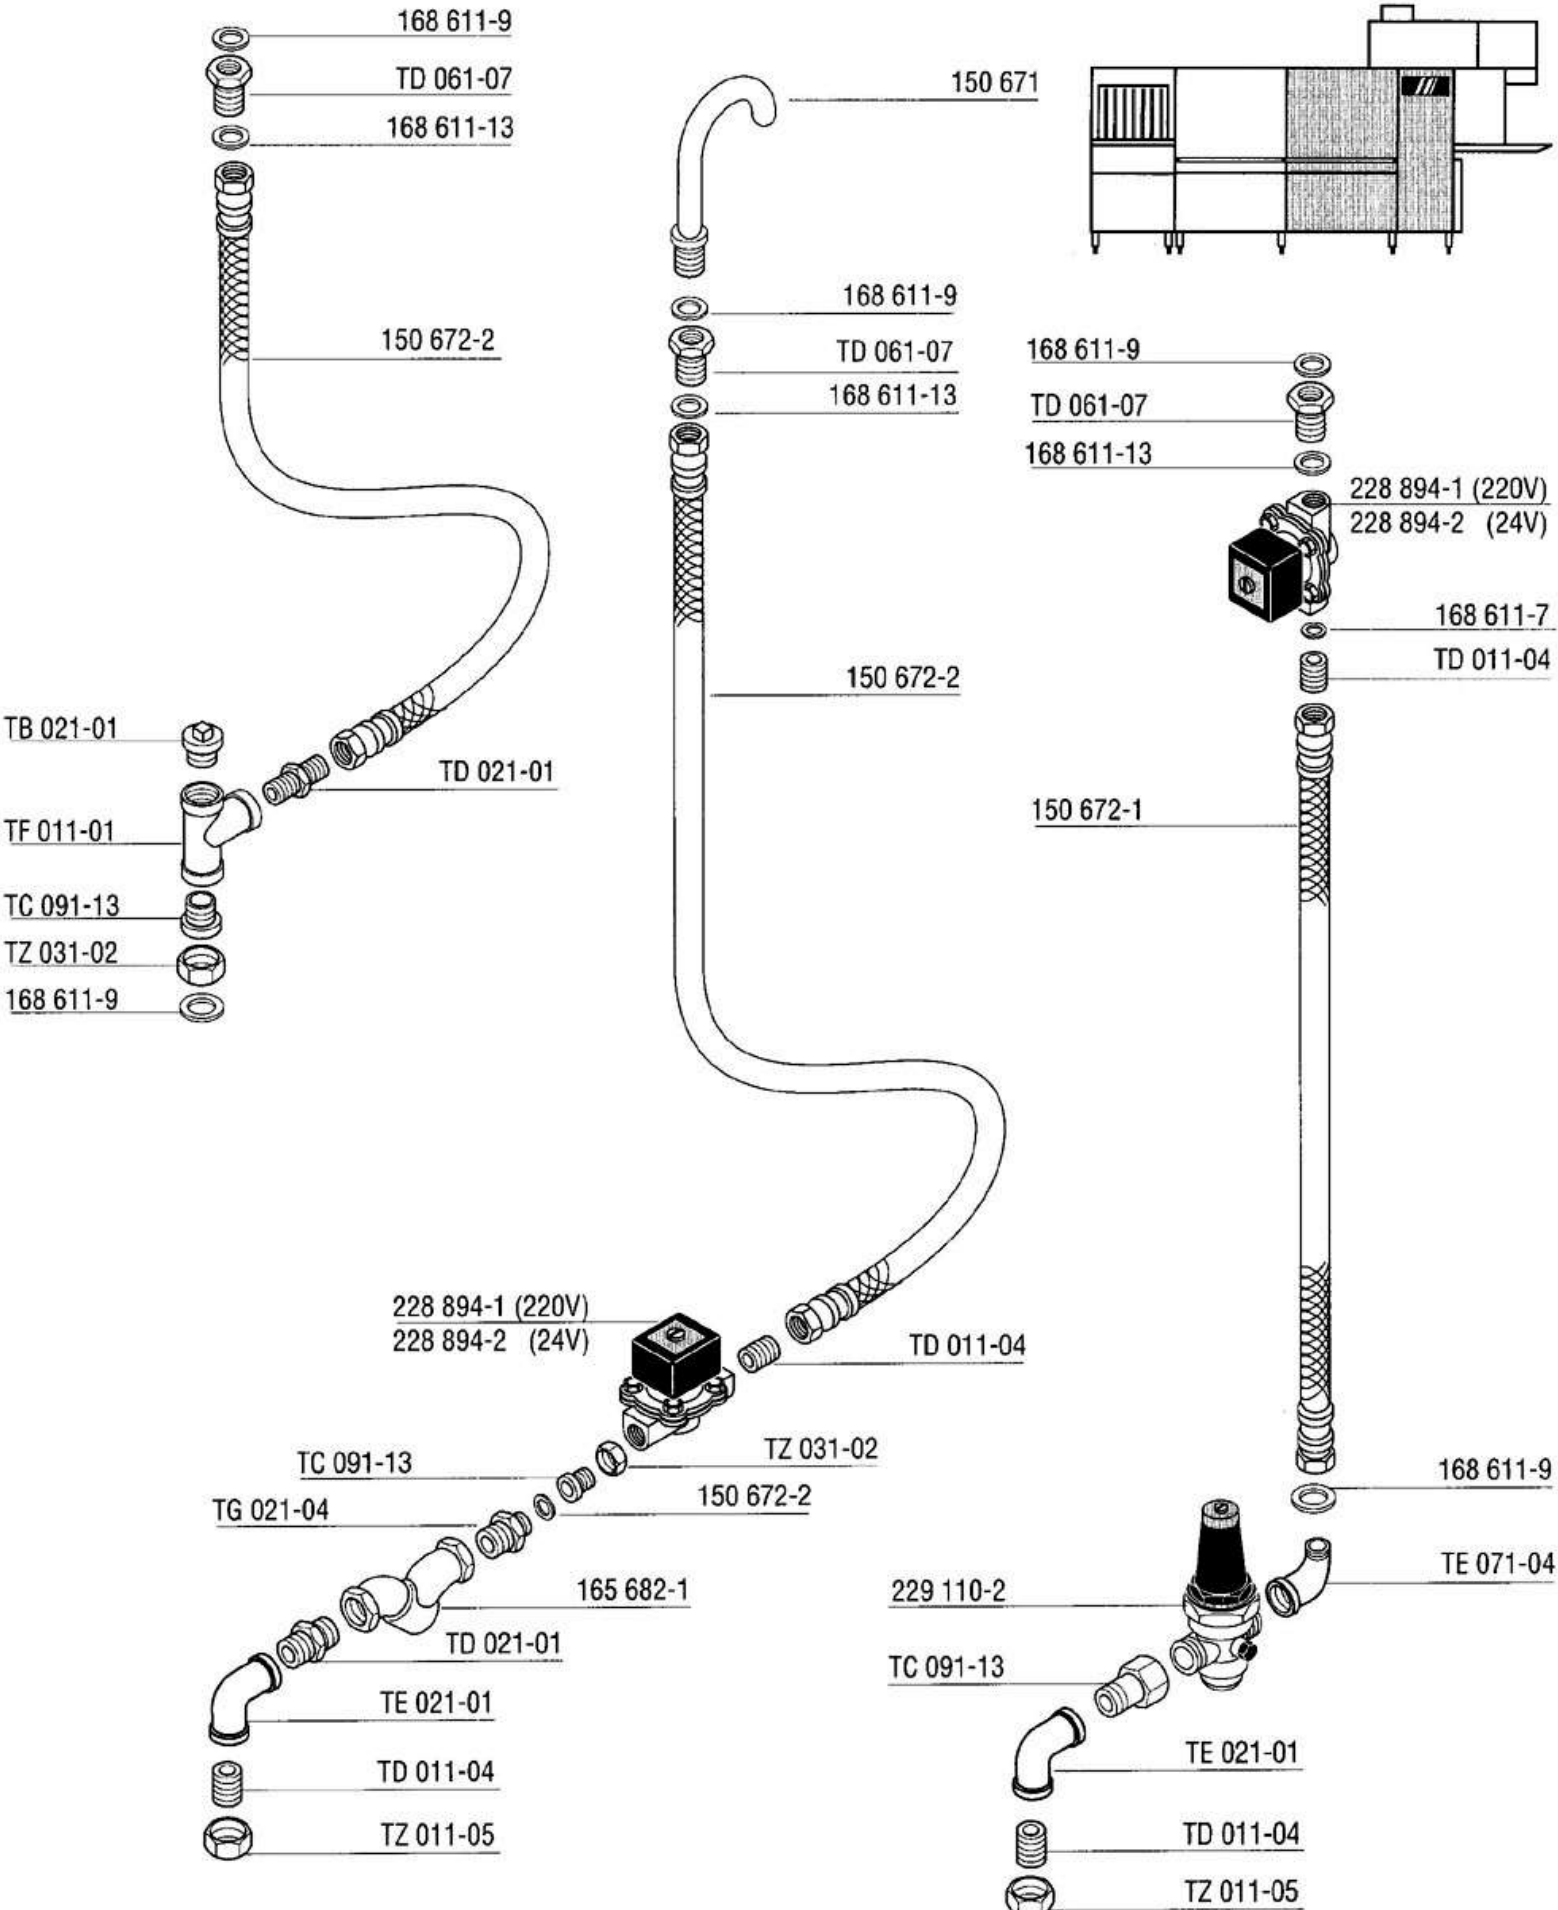 168 611-9
TD 061-07
168 611-13
150 672-2
TB 021-01
TD 021-01
TF 011-01
TC 091-13
TZ 031-02
168 611-9
150 671
168 611-9
TD 061-07
168 611-13
150 672-2
228 894-1 (220V)
228 894-2 (24V)
TD 011-04
TZ 031-02
TC 091-13
150 672-2
TG 021-04
165 682-1
TD 021-01
TE 021-01
TD 011-04
TZ 011-05
168 611-9
TD 061-07
168 611-13
228 894-1 (220V)
228 894-2 (24V)
168 611-7
TD 011-04
150 672-1
168 611-9
TE 071-04
229 110-2
TC 091-13
TE 021-01
TD 011-04
TZ 011-05